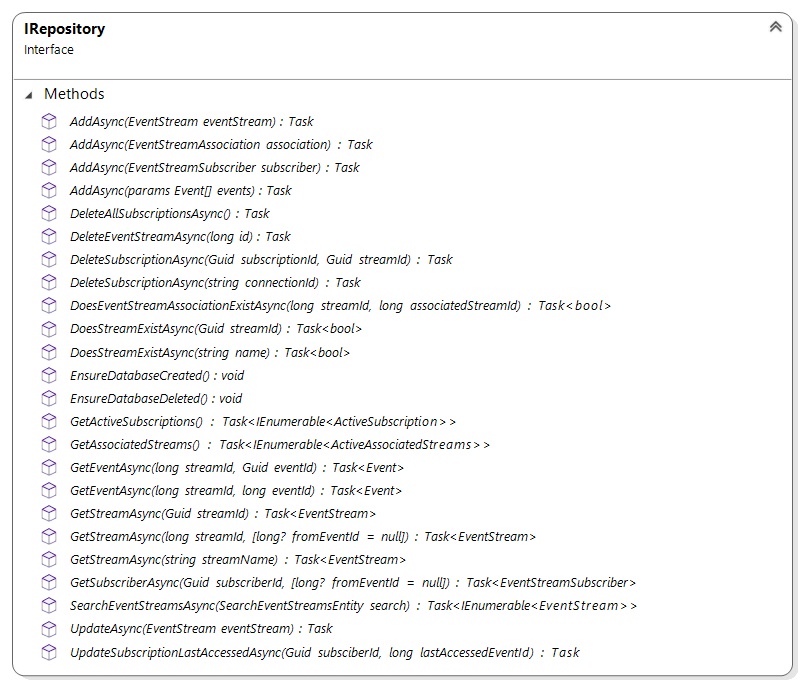 IRepository
Interface
Methods
AddAsync(EventStream eventStream) : Task
AddAsync(EventStreamAssociation association) : Task
AddAsync(EventStreamSubscriber subscriber) : Task
AddAsync(params Event[] events) : Task
DeleteAllSubscriptionsAsync() : Task
DeleteEventStreamAsync(long id) : Task
DeleteSubscriptionAsync(Guid subscriptionId, Guid streamId) : Task
DeleteSubscriptionAsync(string connectionId) : Task
DoesEventStreamAssociationExistAsync(long streamId, long associatedStreamId) : Task<bool>
DoesStreamExistAsync(Guid streamId) : Task<bool>
DoesStreamExistAsync(string name) : Task<bool>
EnsureDatabaseCreated() : void
EnsureDatabaseDeleted() : void
GetActiveSubscriptions() : Task<IEnumerable<ActiveSubscription>>
GetAssociatedStreams() : Task<IEnumerable<ActiveAssociatedStreams>>
GetEventAsync(long streamId, Guid eventId) : Task<Event>
GetEventAsync(long streamId, long eventId) : Task<Event>
GetStreamAsync(Guid streamId) : Task<EventStream>
GetStreamAsync(long streamId, [long? fromEventId = null]) : Task<EventStream>
GetStreamAsync(string streamName) : Task<EventStream>
GetSubscriberAsync(Guid subscriberId, [long? fromEventId = null]) : Task<EventStreamSubscriber>
SearchEventStreamsAsync(SearchEventStreamsEntity search) : Task<IEnumerable<EventStream>>
UpdateAsync(EventStream eventStream) : Task
UpdateSubscriptionLastAccessedAsync(Guid subsciberId, long lastAccessedEventId) : Task